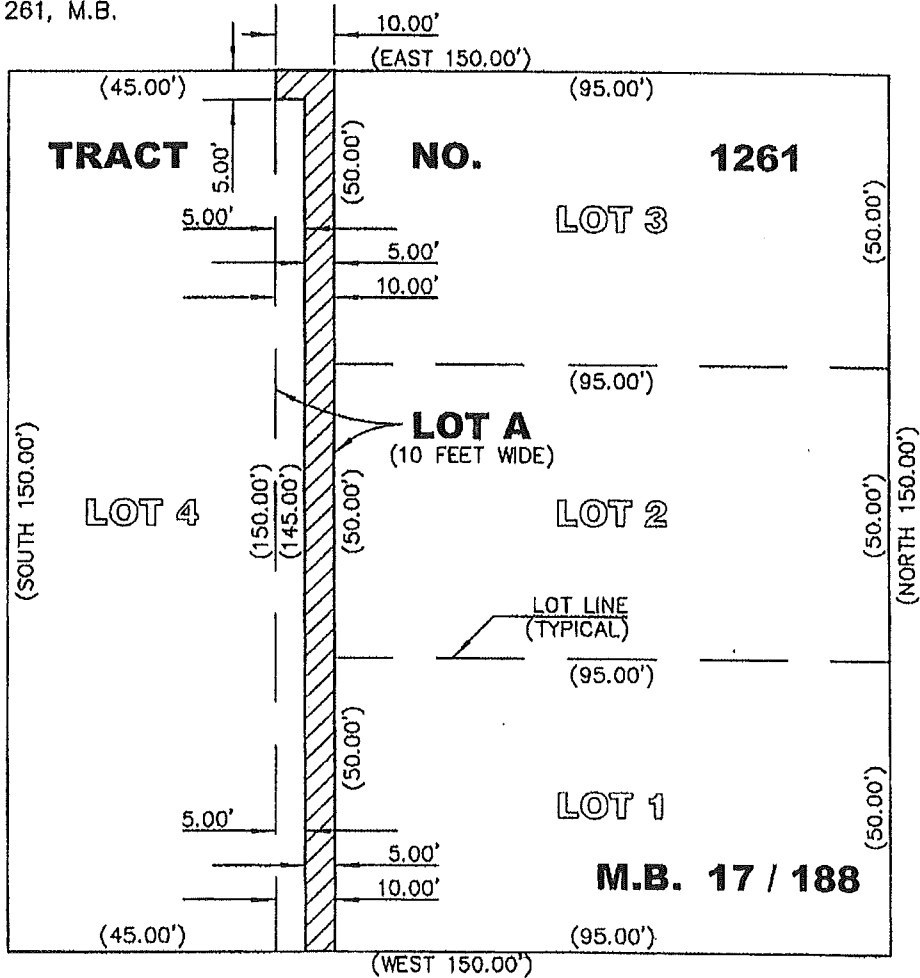 261, M.B.
10.00'
(EAST 150.00')
(45.00')
(95.00')
TRACT NO. 1261
5.00'
(50.00')
LOT 3
(50.00')
5.00'
5.00'
10.00'
(95.00')
LOT A
(10 FEET WIDE)
(SOUTH 150.00')
LOT 4
(150.00')
(145.00')
(50.00')
LOT 2
(50.00')
(NORTH 150.00')
LOT LINE
(TYPICAL)
(95.00')
(50.00')
LOT 1
(50.00')
5.00'
5.00'
10.00'
M.B. 17 / 188
(45.00')
(95.00')
(WEST 150.00')